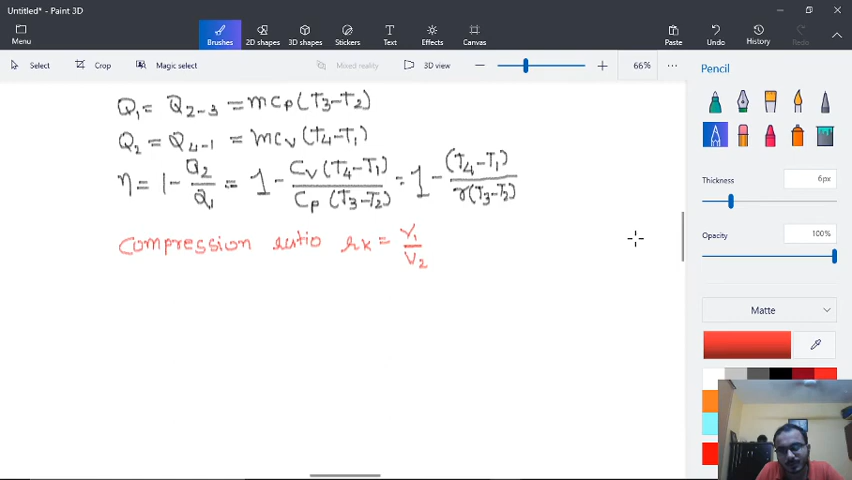 Untitled* - Paint 3D
Menu
Brushes
2D shapes
3D shapes
Stickers
Text
Effects
Canvas
Paste
Undo
History
Redo
Select
Crop
Magic select
Mixed reality
3D view
66%
Pencil
Q₁ = Q₂₋₃ = mCp(T₃-T₂)
Q₂ = Q₄₋₁ = mCv(T₄-T₁)
η = 1 - Q₂/Q₁ = 1 - Cv(T₄-T₁)/Cp(T₃-T₂) = 1 - (T₄-T₁)/γ(T₃-T₂)
Compression ratio rk = V₁/V₂
Thickness
6px
Opacity
100%
Matte